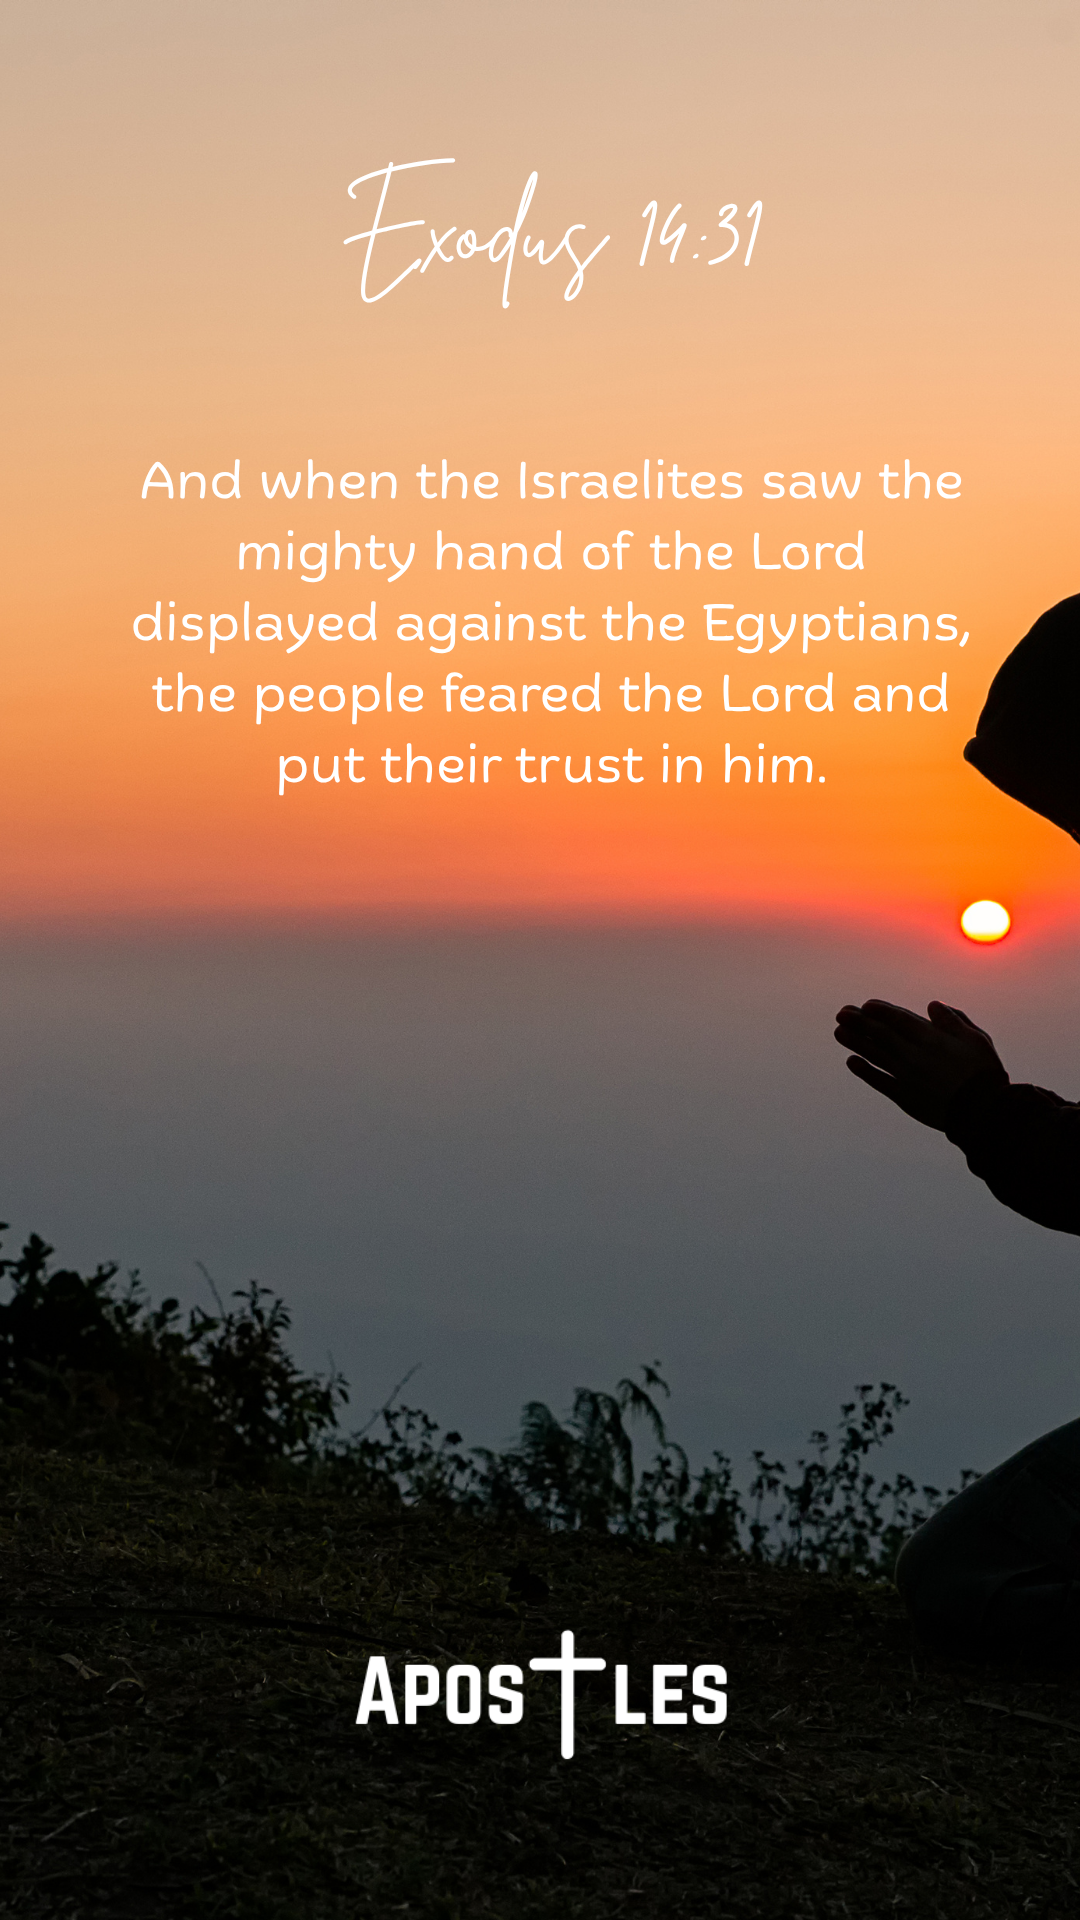 Exodus 14:31
And when the Israelites saw the
mighty hand of the Lord
displayed against the Egyptians,
the people feared the Lord and
put their trust in him.
APOSTLES